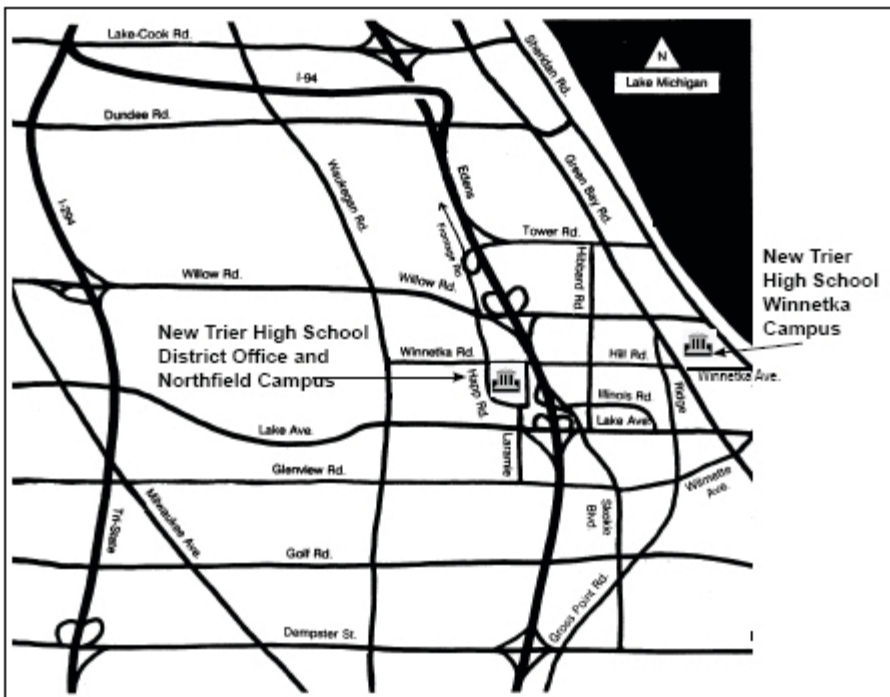 Lake-Cook Rd.
I-94
Sheridan Rd.
N
Lake Michigan
Dundee Rd.
Waukegan Rd.
Edens
Green Bay Rd.
I-294
Frontage Rd.
Tower Rd.
Hibbard Rd
Willow Rd.
Willow Rd.
New Trier
High School
Winnetka
Campus
New Trier High School
District Office and
Northfield Campus
Winnetka Rd.
Hill Rd.
Winnetka Ave.
Happ Rd.
Illinois Rd.
Ridge
Lake Ave.
Lake Ave.
Laramie
Glenview Rd.
Wilmette
Ave.
Milwaukee Ave.
Skokie
Blvd.
Tri-State
Golf Rd.
Gross Point Rd.
Dempster St.